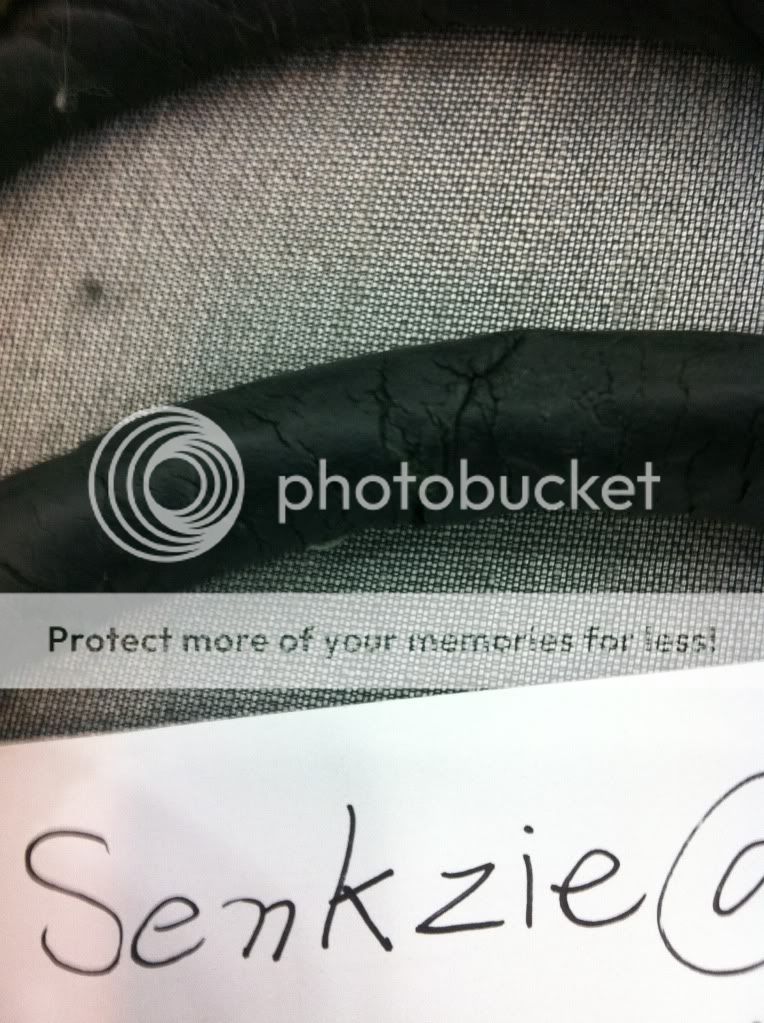 photobucket
Protect more of your memories for less!
Senkzie@